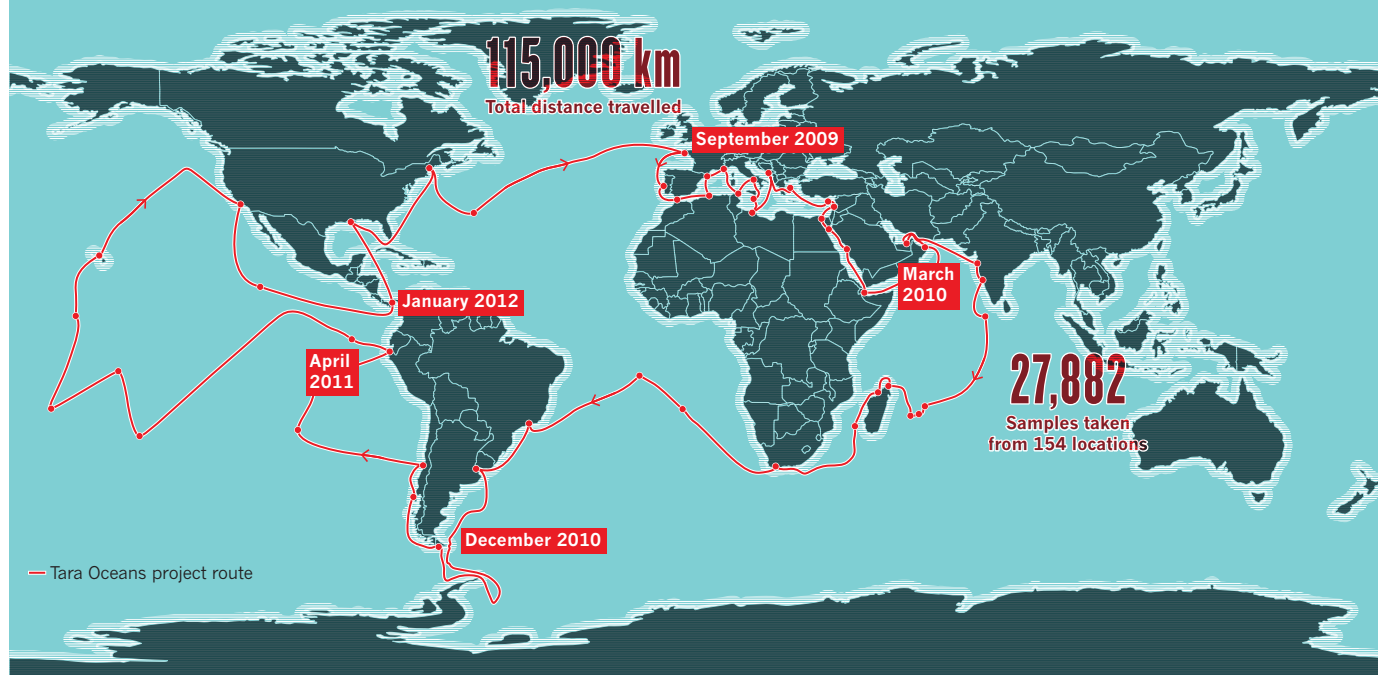 115,000 km
Total distance travelled
September 2009
March
2010
January 2012
April
2011
27,882
Samples taken
from 154 locations
December 2010
Tara Oceans project route